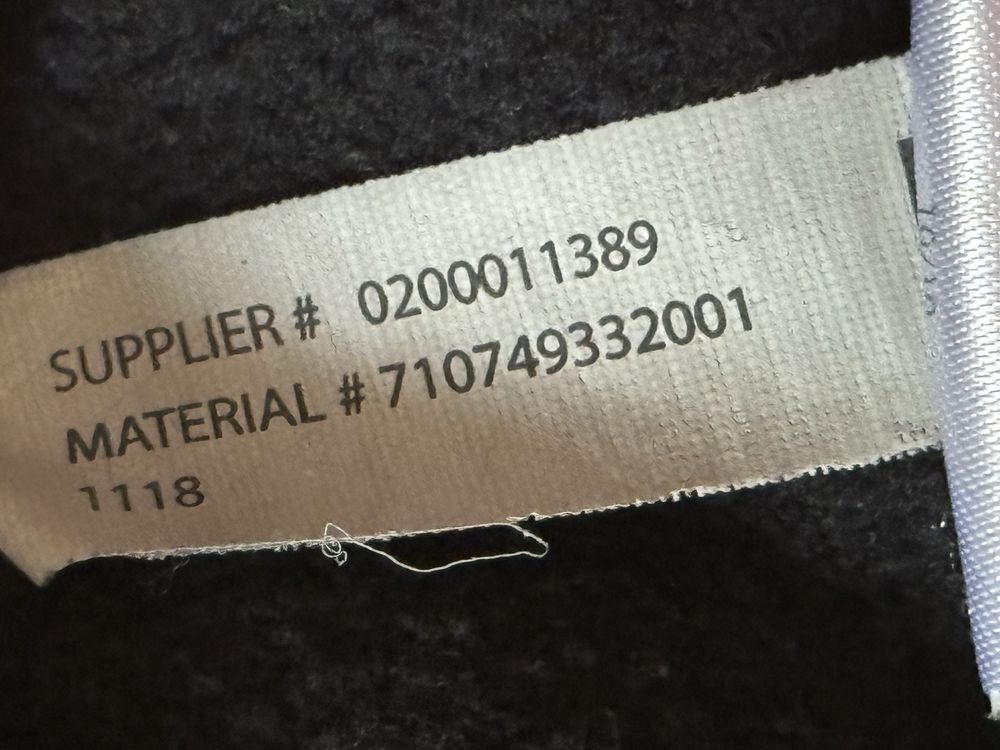 SUPPLIER # 0200011389
MATERIAL # 710749332001
1118